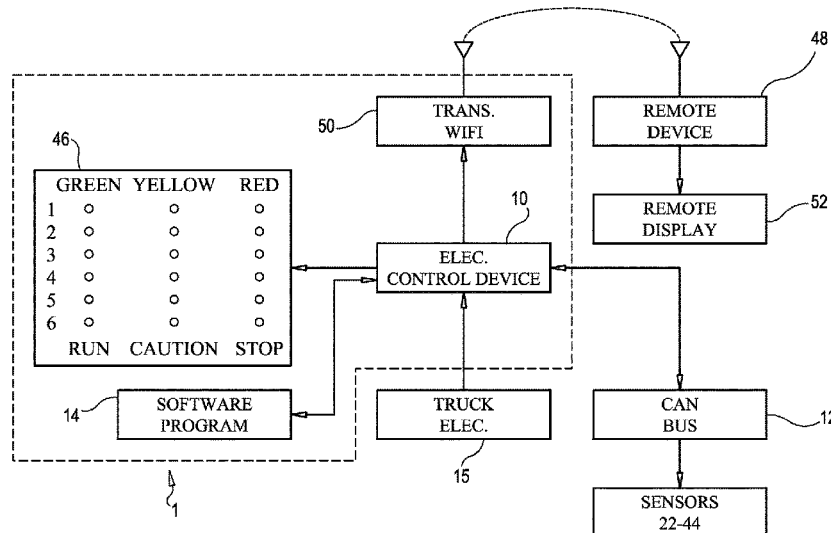 48
50
TRANS.
WIFI
REMOTE
DEVICE
46
GREEN YELLOW RED
1
2
3
4
5
6
RUN CAUTION STOP
10
ELEC.
CONTROL DEVICE
REMOTE
DISPLAY
52
14
SOFTWARE
PROGRAM
TRUCK
ELEC.
15
CAN
BUS
12
1
SENSORS
22-44